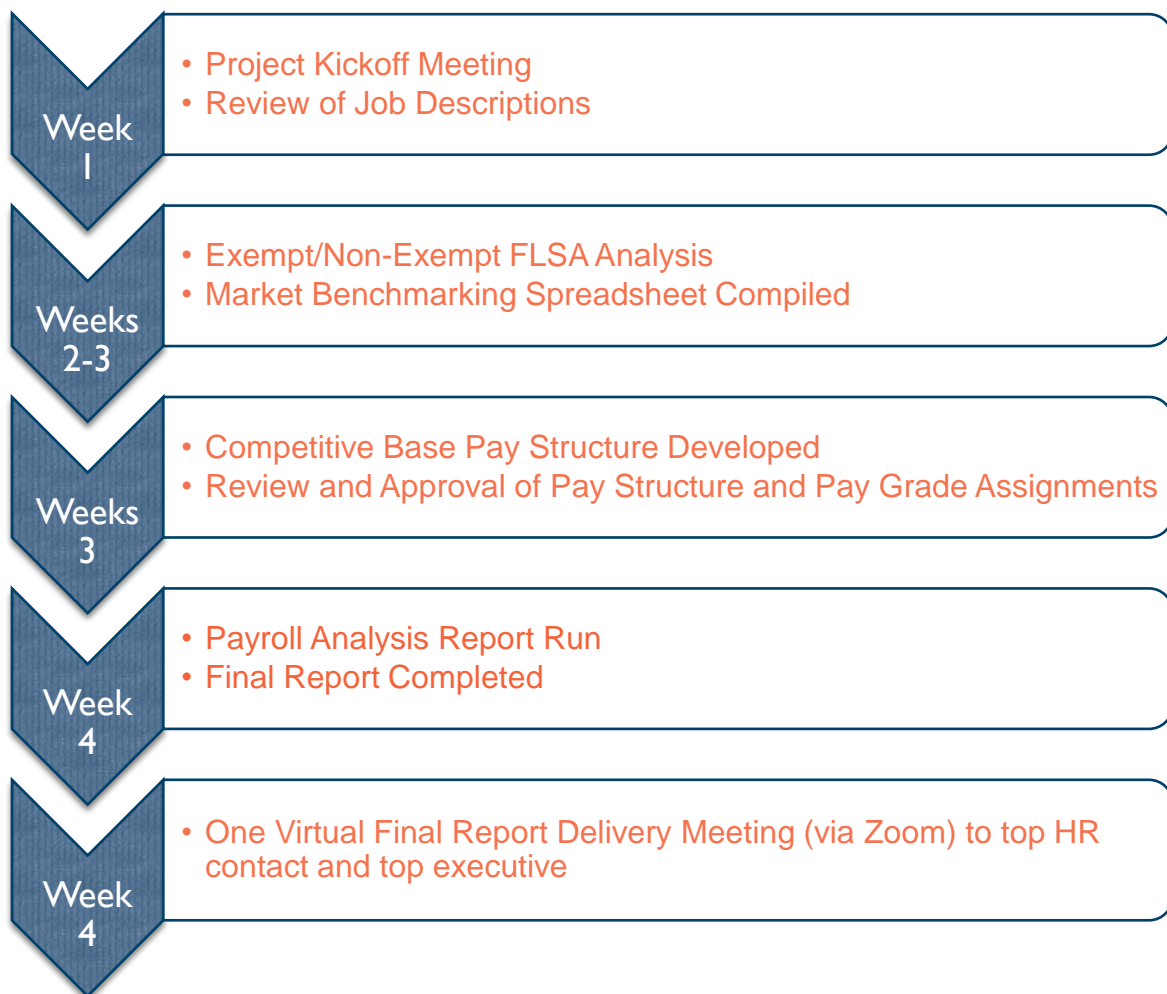 Week
1
• Project Kickoff Meeting
• Review of Job Descriptions
Weeks
2-3
• Exempt/Non-Exempt FLSA Analysis
• Market Benchmarking Spreadsheet Compiled
Weeks
3
• Competitive Base Pay Structure Developed
• Review and Approval of Pay Structure and Pay Grade Assignments
Week
4
• Payroll Analysis Report Run
• Final Report Completed
Week
4
• One Virtual Final Report Delivery Meeting (via Zoom) to top HR
contact and top executive